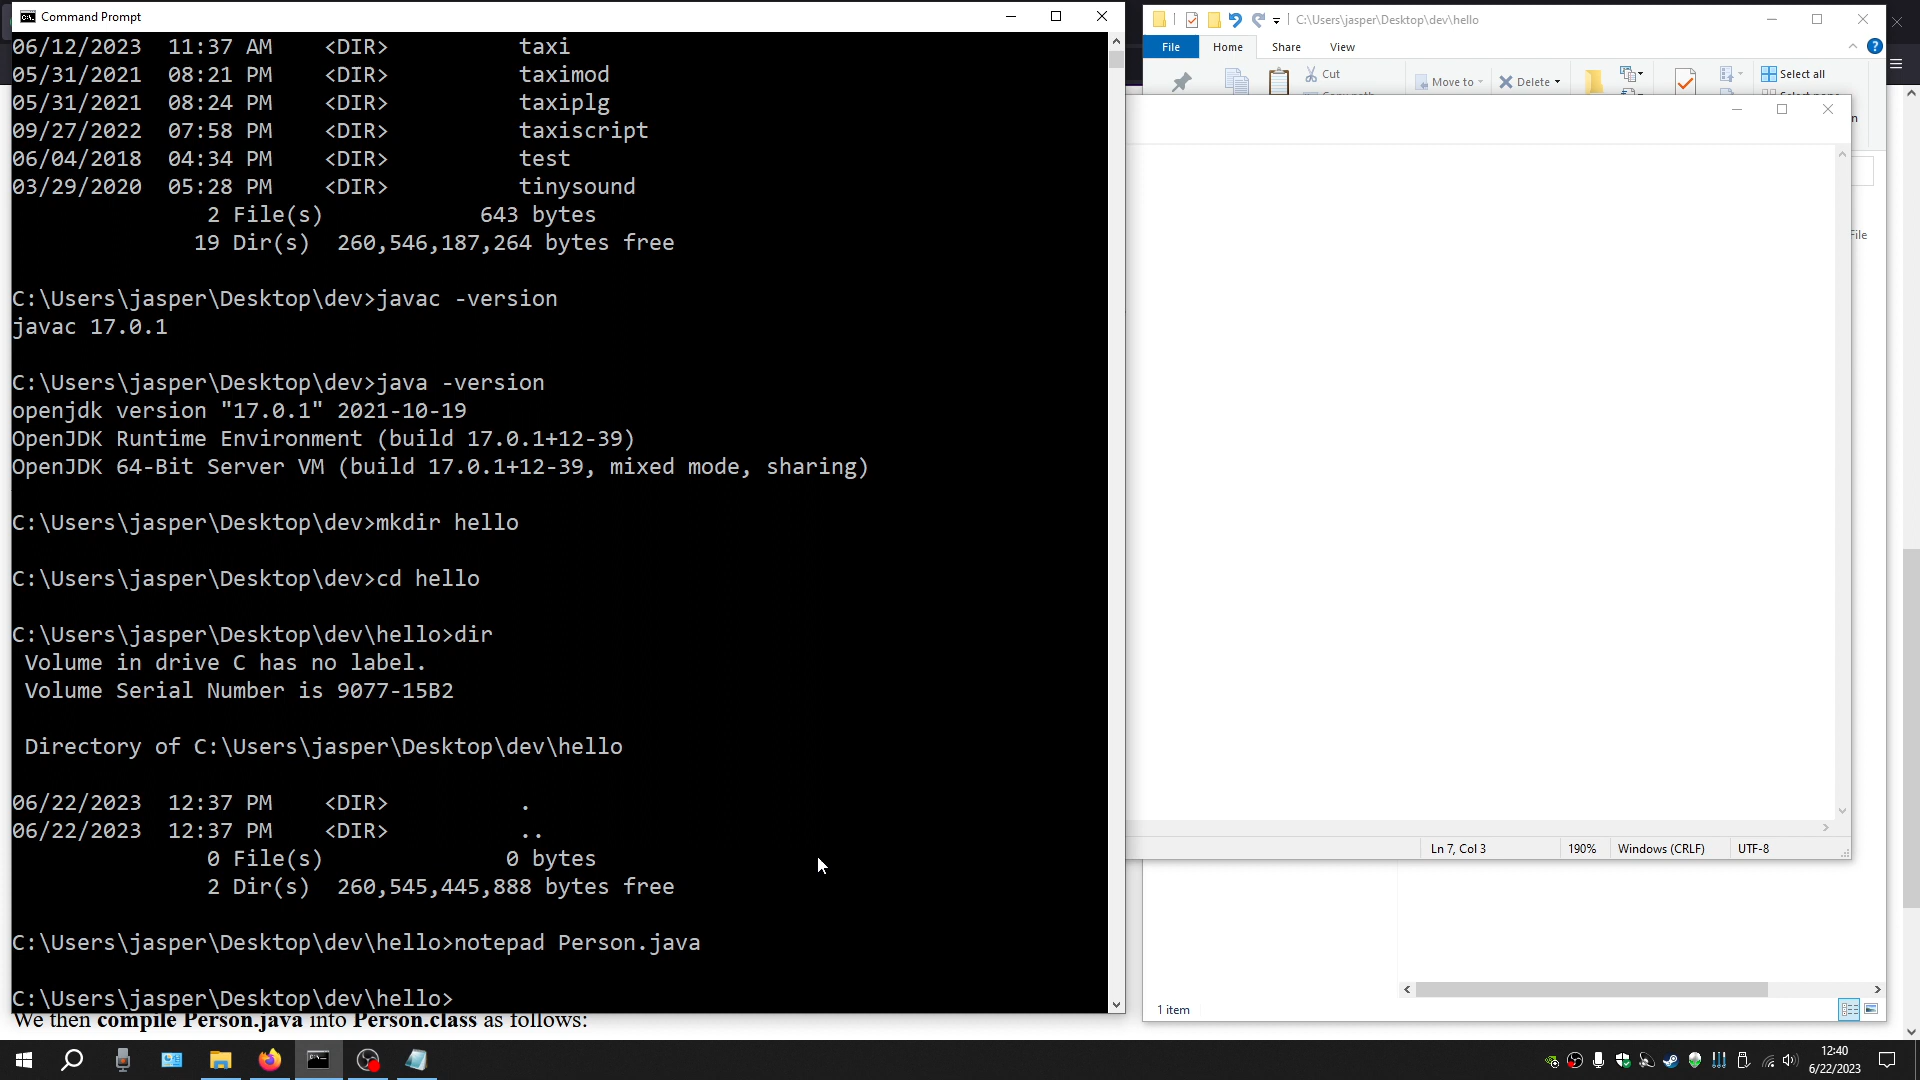 Command Prompt
06/12/2023  11:37 AM    <DIR>          taxi
05/31/2021  08:21 PM    <DIR>          taximod
05/31/2021  08:24 PM    <DIR>          taxiplg
09/27/2022  07:58 PM    <DIR>          taxiscript
06/04/2018  04:34 PM    <DIR>          test
03/29/2020  05:28 PM    <DIR>          tinysound
2 File(s)            643 bytes
19 Dir(s)  260,546,187,264 bytes free
C:\Users\jasper\Desktop\dev>javac -version
javac 17.0.1
C:\Users\jasper\Desktop\dev>java -version
openjdk version "17.0.1" 2021-10-19
OpenJDK Runtime Environment (build 17.0.1+12-39)
OpenJDK 64-Bit Server VM (build 17.0.1+12-39, mixed mode, sharing)
C:\Users\jasper\Desktop\dev>mkdir hello
C:\Users\jasper\Desktop\dev>cd hello
C:\Users\jasper\Desktop\dev\hello>dir
Volume in drive C has no label.
Volume Serial Number is 9077-15B2
Directory of C:\Users\jasper\Desktop\dev\hello
06/22/2023  12:37 PM    <DIR>          .
06/22/2023  12:37 PM    <DIR>          ..
0 File(s)              0 bytes
2 Dir(s)  260,545,445,888 bytes free
C:\Users\jasper\Desktop\dev\hello>notepad Person.java
C:\Users\jasper\Desktop\dev\hello>
We then compile Person.java into Person.class as follows:
C:\Users\jasper\Desktop\dev\hello
File Home Share View
Cut
Move to
Delete
Select all
File
Ln 7, Col 3
190%
Windows (CRLF)
UTF-8
1 item
12:40
6/22/2023